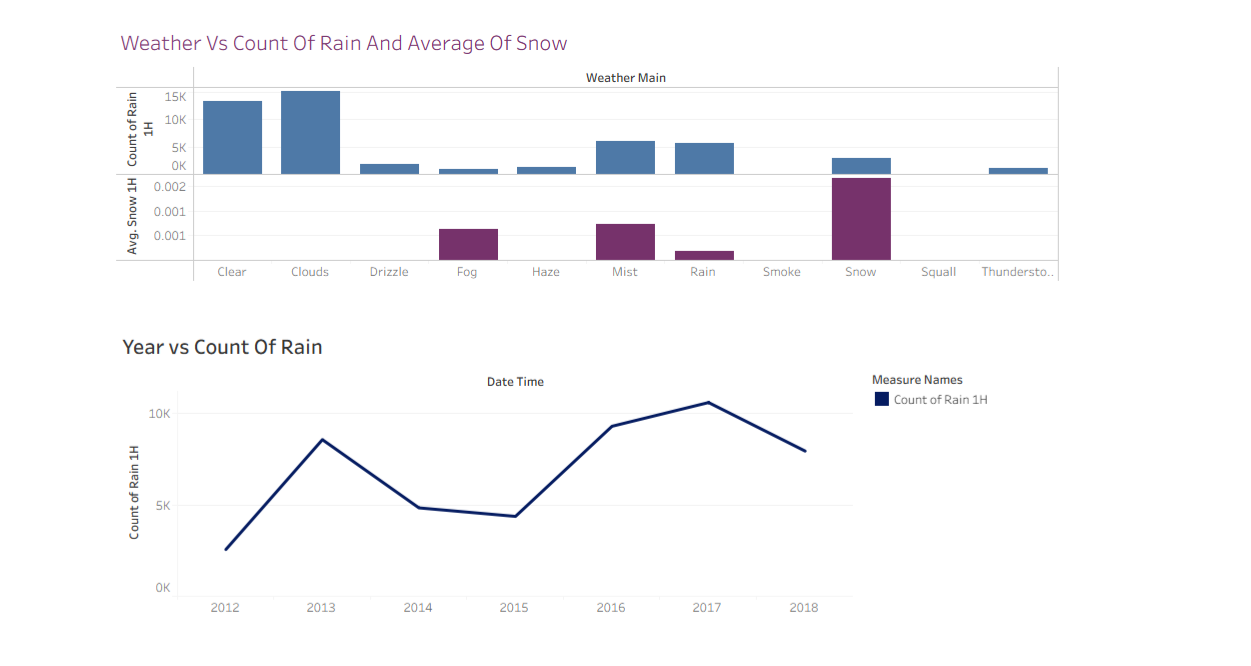 Weather Vs Count Of Rain And Average Of Snow
Weather Main
Count of Rain
1H
15K
10K
5K
0K
Avg. Snow 1H
0.002
0.001
0.001
Clear Clouds Drizzle Fog Haze Mist Rain Smoke Snow Squall Thundersto..
Year vs Count Of Rain
Date Time
Measure Names
Count of Rain 1H
Count of Rain 1H
10K
5K
0K
2012 2013 2014 2015 2016 2017 2018